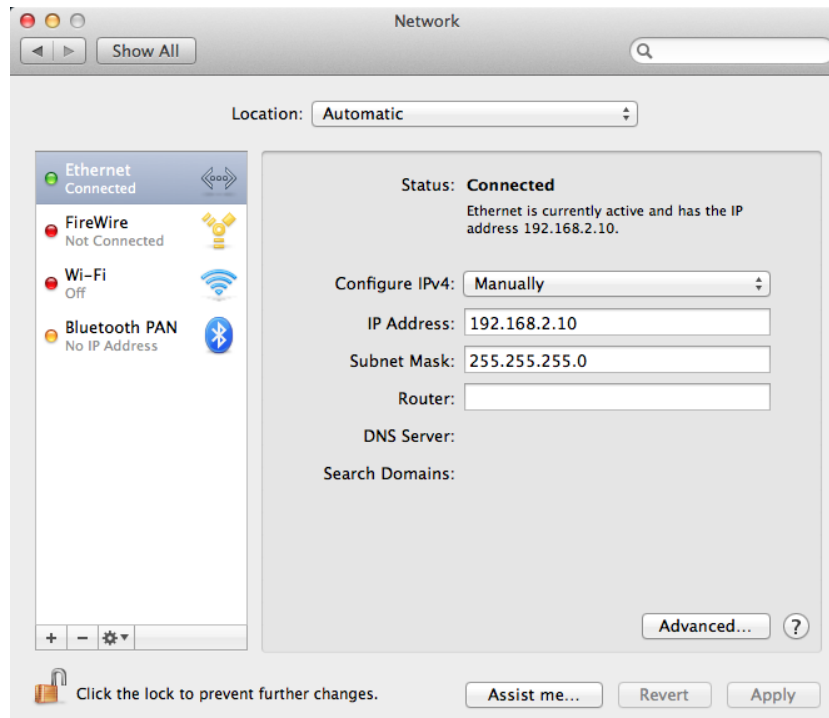 Network
Show All
Location: Automatic
Ethernet
Connected
FireWire
Not Connected
Wi-Fi
Off
Bluetooth PAN
No IP Address
Status: Connected
Ethernet is currently active and has the IP
address 192.168.2.10.
Configure IPv4: Manually
IP Address: 192.168.2.10
Subnet Mask: 255.255.255.0
Router:
DNS Server:
Search Domains:
Advanced... ?
Click the lock to prevent further changes.
Assist me... Revert Apply